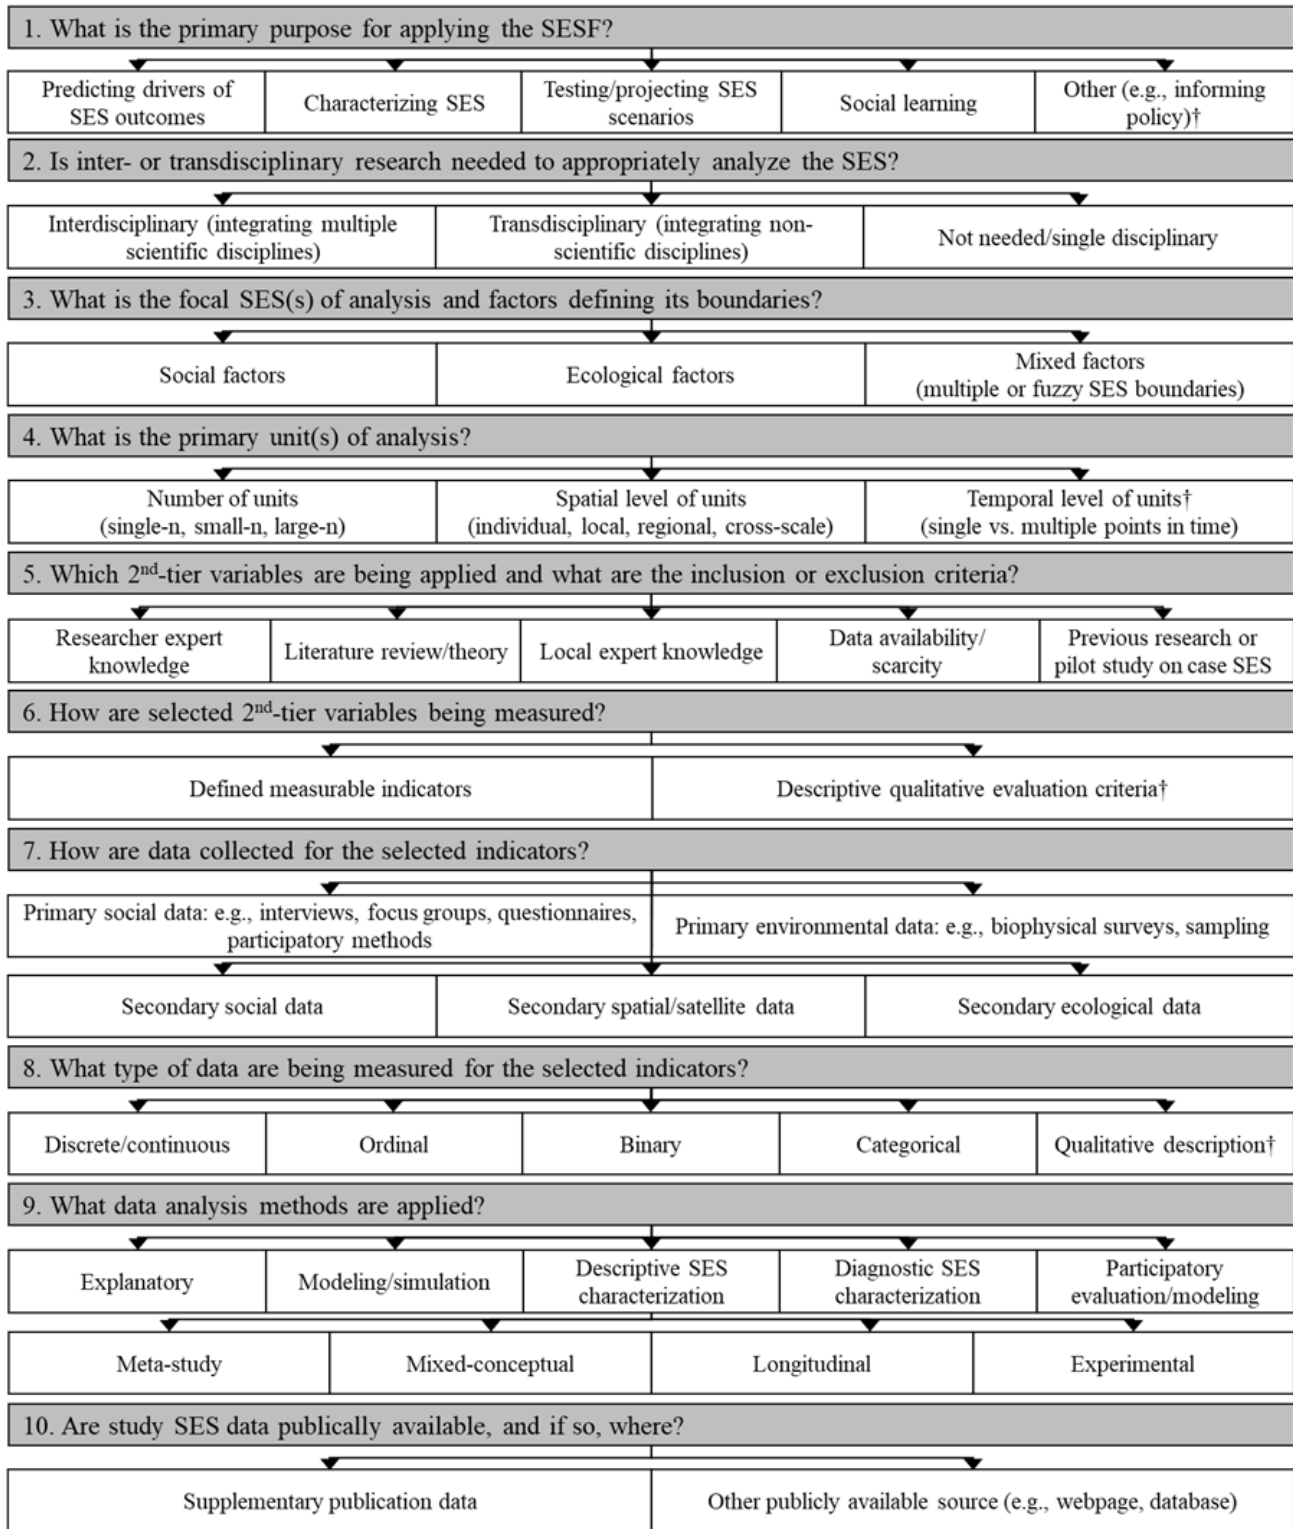 1. What is the primary purpose for applying the SESF?
Predicting drivers of
SES outcomes
Characterizing SES
Testing/projecting SES
scenarios
Social learning
Other (e.g., informing
policy)†
2. Is inter- or transdisciplinary research needed to appropriately analyze the SES?
Interdisciplinary (integrating multiple
scientific disciplines)
Transdisciplinary (integrating non-
scientific disciplines)
Not needed/single disciplinary
3. What is the focal SES(s) of analysis and factors defining its boundaries?
Social factors
Ecological factors
Mixed factors
(multiple or fuzzy SES boundaries)
4. What is the primary unit(s) of analysis?
Number of units
(single-n, small-n, large-n)
Spatial level of units
(individual, local, regional, cross-scale)
Temporal level of units†
(single vs. multiple points in time)
5. Which 2nd-tier variables are being applied and what are the inclusion or exclusion criteria?
Researcher expert
knowledge
Literature review/theory
Local expert knowledge
Data availability/
scarcity
Previous research or
pilot study on case SES
6. How are selected 2nd-tier variables being measured?
Defined measurable indicators
Descriptive qualitative evaluation criteria†
7. How are data collected for the selected indicators?
Primary social data: e.g., interviews, focus groups, questionnaires,
participatory methods
Primary environmental data: e.g., biophysical surveys, sampling
Secondary social data
Secondary spatial/satellite data
Secondary ecological data
8. What type of data are being measured for the selected indicators?
Discrete/continuous
Ordinal
Binary
Categorical
Qualitative description†
9. What data analysis methods are applied?
Explanatory
Modeling/simulation
Descriptive SES
characterization
Diagnostic SES
characterization
Participatory
evaluation/modeling
Meta-study
Mixed-conceptual
Longitudinal
Experimental
10. Are study SES data publically available, and if so, where?
Supplementary publication data
Other publicly available source (e.g., webpage, database)